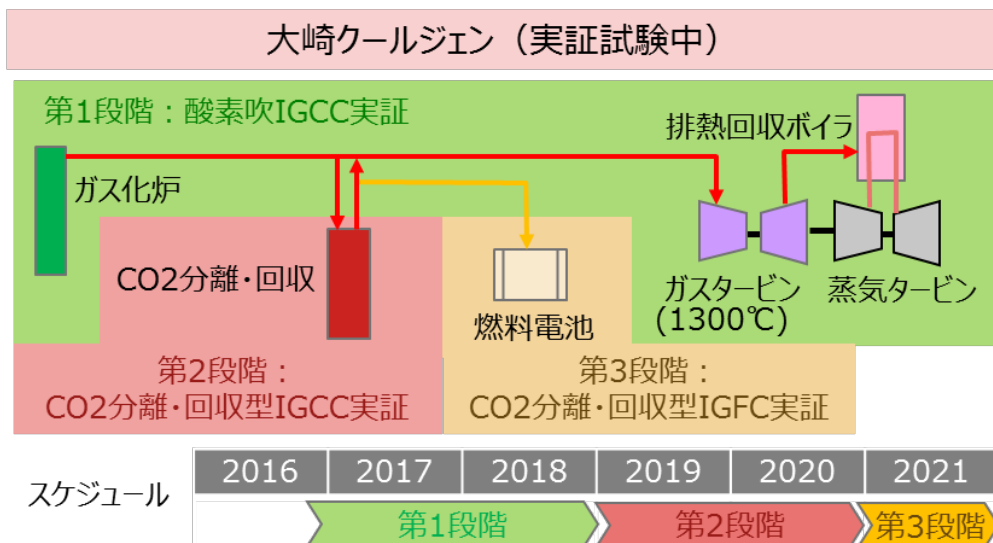 大崎クールジェン（実証試験中）
第1段階：酸素吹IGCC実証
排熱回収ボイラ
ガス化炉
CO2分離・回収
燃料電池
ガスタービン
(1300℃)
蒸気タービン
第2段階：
CO2分離・回収型IGCC実証
第3段階：
CO2分離・回収型IGFC実証
スケジュール
2016 2017 2018 2019 2020 2021
第1段階 第2段階 第3段階